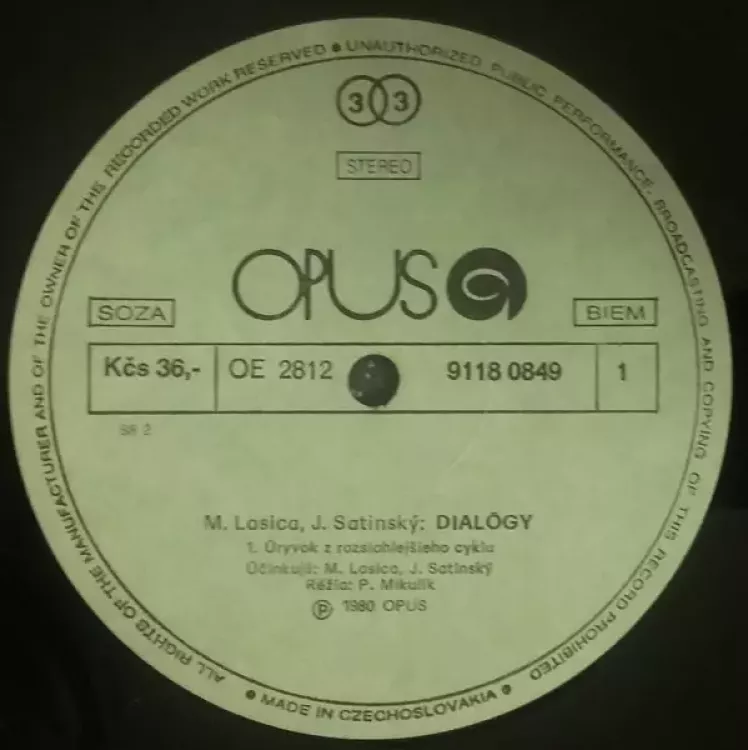 ALL RIGHTS OF THE MANUFACTURER AND OF THE OWNER OF THE RECORDED WORK RESERVED ● UNAUTHORIZED PUBLIC PERFORMANCE, BROADCASTING AND COPYING OF THIS RECORD PROHIBITED
33
STEREO
OPUS
SOZA
BIEM
Kčs 36,- OE 2812 9118 0849 1
M. Lasica, J. Satinský: DIALÓGY
1. Úryvok z rozsiahlejšieho cyklu
Účinkujú: M. Lasica, J. Satinský
Réžia: P. Mikulík
Ⓟ 1980 OPUS
● MADE IN CZECHOSLOVAKIA ●